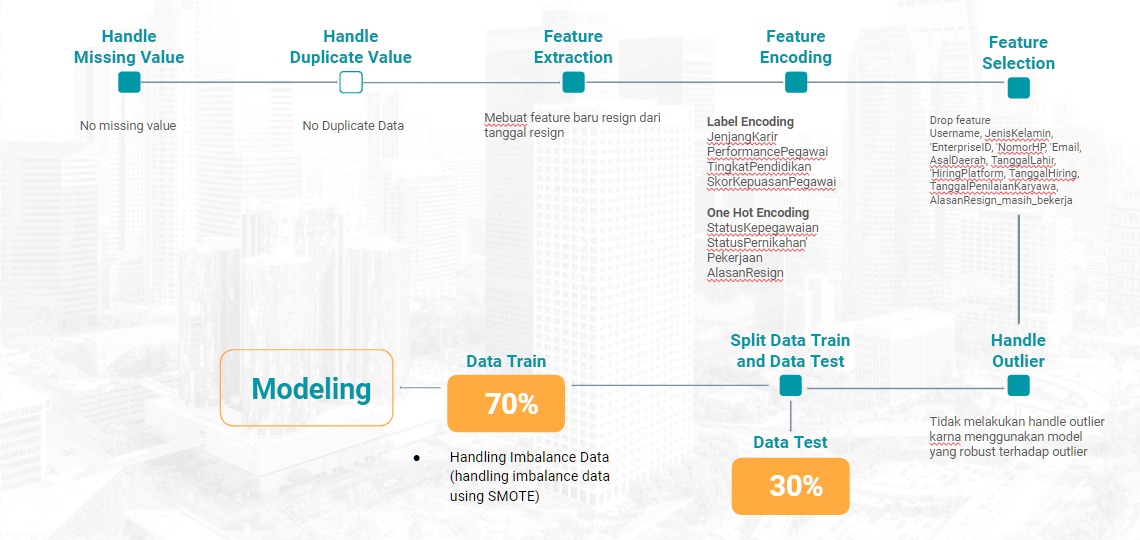 Handle
Missing Value
No missing value
Handle
Duplicate Value
No Duplicate Data
Feature
Extraction
Mebuat feature baru resign dari
tanggal resign
Feature
Encoding
Label Encoding
JenjangKarir
PerformancePegawai
TingkatPendidikan
SkorKepuasanPegawai
One Hot Encoding
StatusKepegawaian
StatusPernikahan'
Pekerjaan
AlasanResign
Feature
Selection
Drop feature
Username, JenisKelamin,
'EnterpriseID, 'NomorHP, 'Email,
AsalDaerah, TanggalLahir,
'HiringPlatform, TanggalHiring,
TanggalPenilaianKaryawa,
AlasanResign_masih_bekerja
Handle
Outlier
Tidak melakukan handle outlier
karna menggunakan model
yang robust terhadap outlier
Split Data Train
and Data Test
Data Test
30%
Data Train
70%
● Handling Imbalance Data
(handling imbalance data
using SMOTE)
Modeling